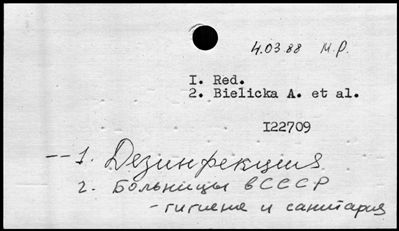 4.03.88 М.Р.
I. Red.
2. Bielicka A. et al.
I22709
--1. Дезинфекция
2. Больницы в СССР
- гигиена и санитария